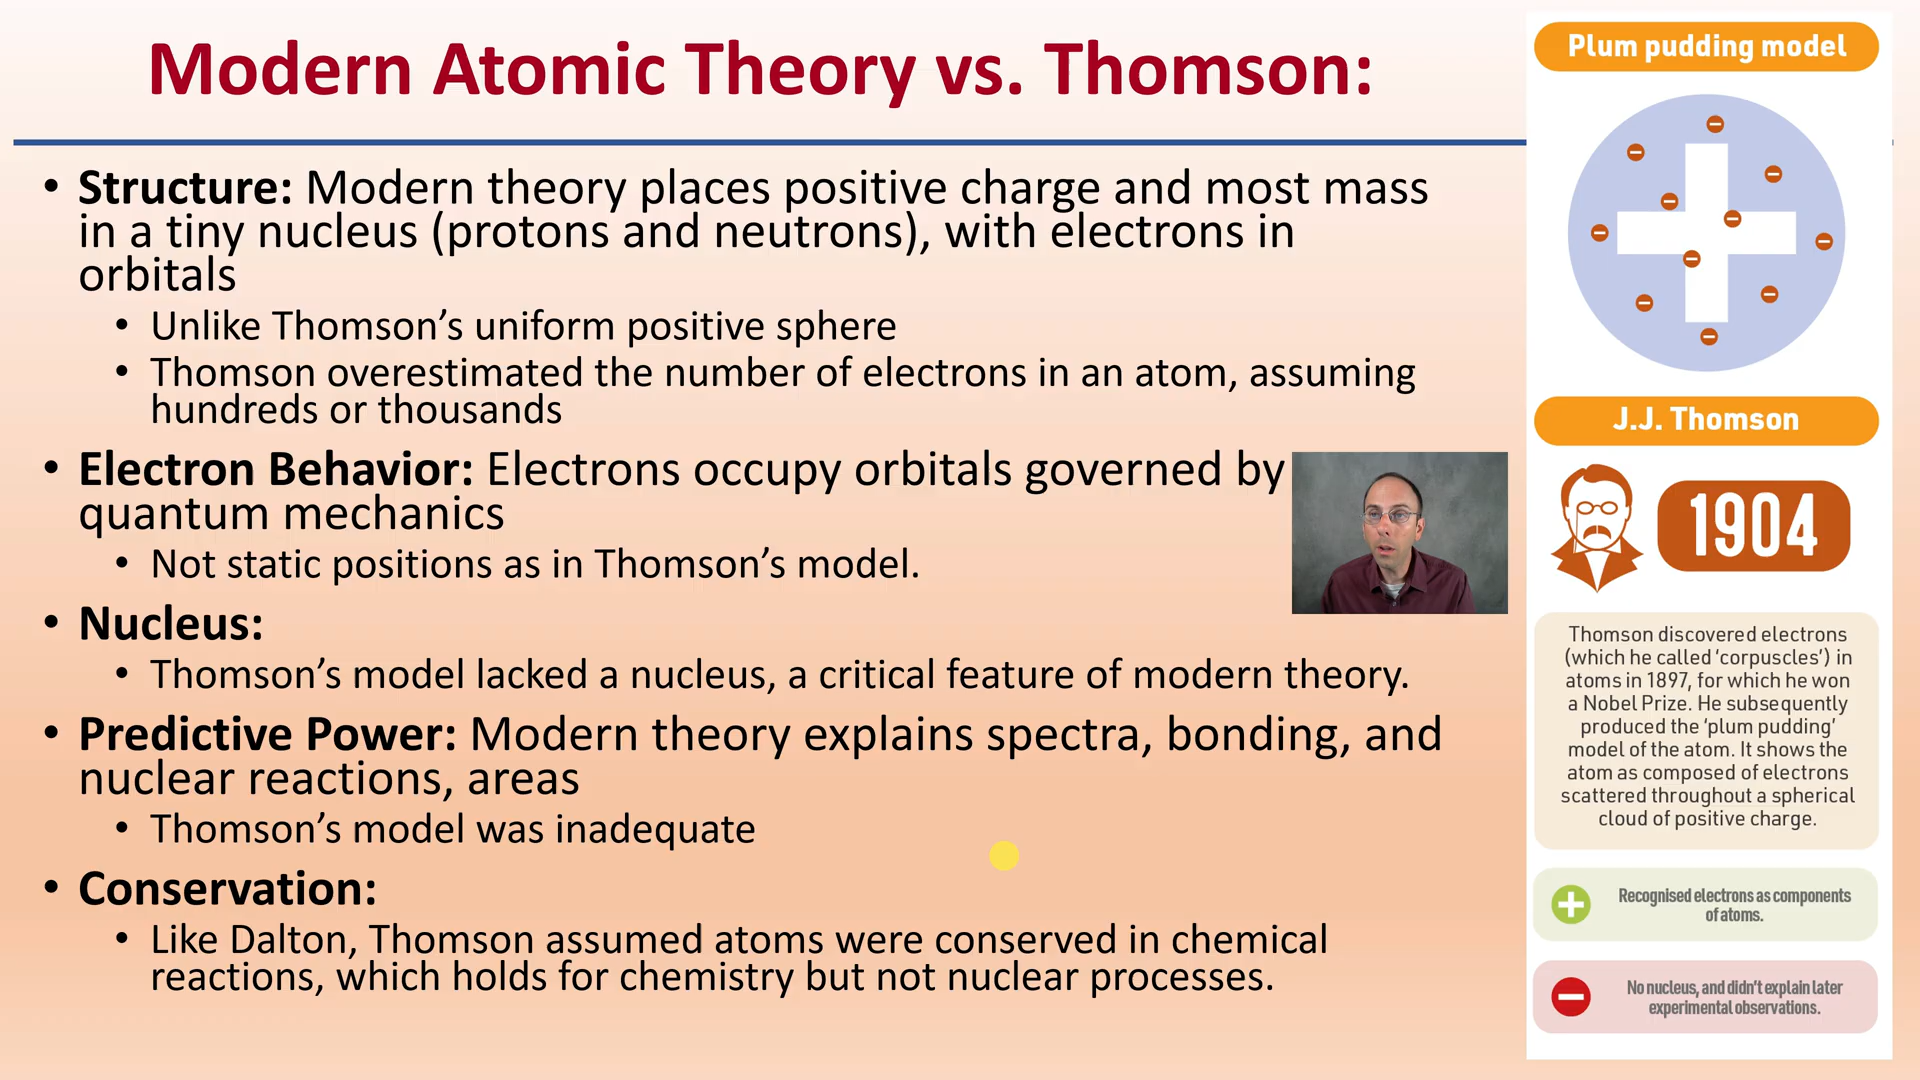 Modern Atomic Theory vs. Thomson:
• Structure: Modern theory places positive charge and most mass
in a tiny nucleus (protons and neutrons), with electrons in
orbitals
• Unlike Thomson’s uniform positive sphere
• Thomson overestimated the number of electrons in an atom, assuming
hundreds or thousands
• Electron Behavior: Electrons occupy orbitals governed by
quantum mechanics
• Not static positions as in Thomson’s model.
• Nucleus:
• Thomson’s model lacked a nucleus, a critical feature of modern theory.
• Predictive Power: Modern theory explains spectra, bonding, and
nuclear reactions, areas
• Thomson’s model was inadequate
• Conservation:
• Like Dalton, Thomson assumed atoms were conserved in chemical
reactions, which holds for chemistry but not nuclear processes.
Plum pudding model
J.J. Thomson
1904
Thomson discovered electrons
(which he called ‘corpuscles’) in
atoms in 1897, for which he won
a Nobel Prize. He subsequently
produced the ‘plum pudding’
model of the atom. It shows the
atom as composed of electrons
scattered throughout a spherical
cloud of positive charge.
Recognised electrons as components
of atoms.
No nucleus, and didn’t explain later
experimental observations.